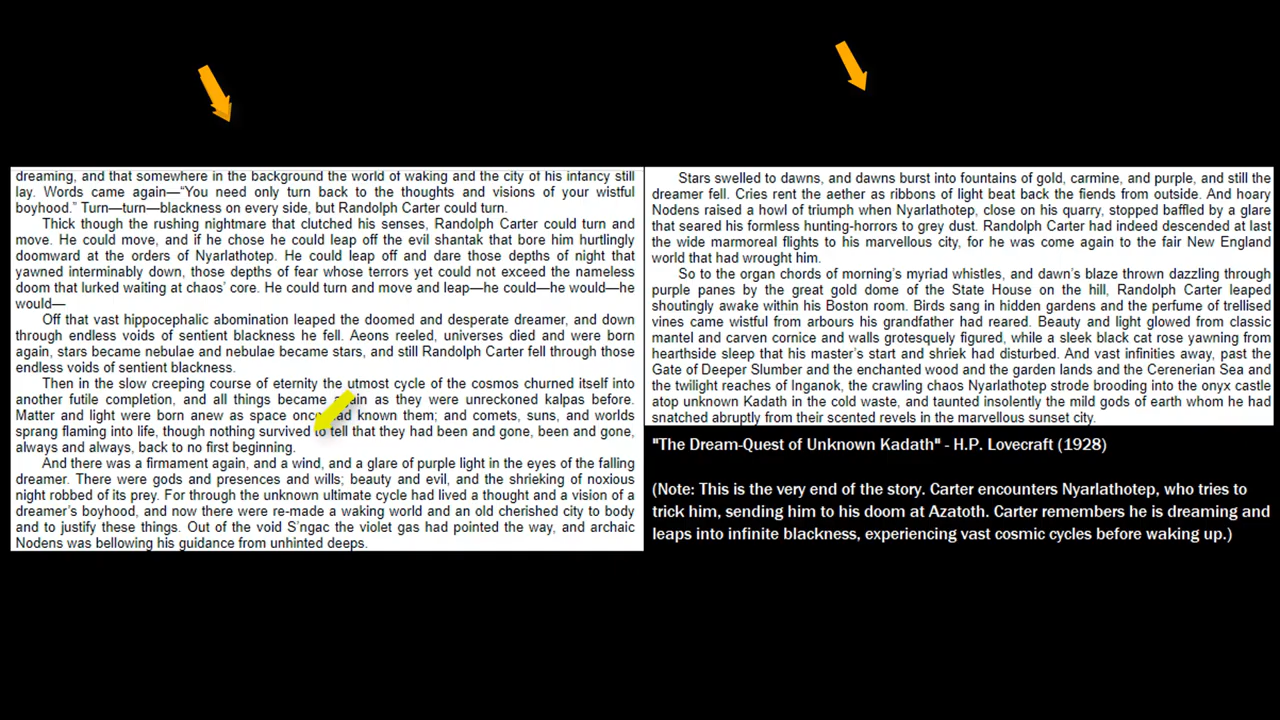 dreaming, and that somewhere in the background the world of waking and the city of his infancy still
lay. Words came again—“You need only turn back to the thoughts and visions of your wistful
boyhood.” Turn—turn—blackness on every side, but Randolph Carter could turn.
Thick though the rushing nightmare that clutched his senses, Randolph Carter could turn and
move. He could move, and if he chose he could leap off the evil shantak that bore him hurtlingly
doomward at the orders of Nyarlathotep. He could leap off and dare those depths of night that
yawned interminably down, those depths of fear whose terrors yet could not exceed the nameless
doom that lurked waiting at chaos’ core. He could turn and move and leap—he could—he would—he
would—
Off that vast hippocephalic abomination leaped the doomed and desperate dreamer, and down
through endless voids of sentient blackness he fell. Aeons reeled, universes died and were born
again, stars became nebulae and nebulae became stars, and still Randolph Carter fell through those
endless voids of sentient blackness.
Then in the slow creeping course of eternity the utmost cycle of the cosmos churned itself into
another futile completion, and all things became again as they were unreckoned kalpas before.
Matter and light were born anew as space once had known them; and comets, suns, and worlds
sprang flaming into life, though nothing survived to tell that they had been and gone, been and gone,
always and always, back to no first beginning.
And there was a firmament again, and a wind, and a glare of purple light in the eyes of the falling
dreamer. There were gods and presences and wills; beauty and evil, and the shrieking of noxious
night robbed of its prey. For through the unknown ultimate cycle had lived a thought and a vision of a
dreamer’s boyhood, and now there were re-made a waking world and an old cherished city to body
and to justify these things. Out of the void S’ngac the violet gas had pointed the way, and archaic
Nodens was bellowing his guidance from unhinted deeps.
Stars swelled to dawns, and dawns burst into fountains of gold, carmine, and purple, and still the
dreamer fell. Cries rent the aether as ribbons of light beat back the fiends from outside. And hoary
Nodens raised a howl of triumph when Nyarlathotep, close on his quarry, stopped baffled by a glare
that seared his formless hunting-horrors to grey dust. Randolph Carter had indeed descended at last
the wide marmoreal flights to his marvellous city, for he was come again to the fair New England
world that had wrought him.
So to the organ chords of morning’s myriad whistles, and dawn’s blaze thrown dazzling through
purple panes by the great gold dome of the State House on the hill, Randolph Carter leaped
shoutingly awake within his Boston room. Birds sang in hidden gardens and the perfume of trellised
vines came wistful from arbours his grandfather had reared. Beauty and light glowed from classic
mantel and carven cornice and walls grotesquely figured, while a sleek black cat rose yawning from
hearthside sleep that his master’s start and shriek had disturbed. And vast infinities away, past the
Gate of Deeper Slumber and the enchanted wood and the garden lands and the Cerenerian Sea and
the twilight reaches of Inganok, the crawling chaos Nyarlathotep strode brooding into the onyx castle
atop unknown Kadath in the cold waste, and taunted insolently the mild gods of earth whom he had
snatched abruptly from their scented revels in the marvellous sunset city.
"The Dream-Quest of Unknown Kadath" - H.P. Lovecraft (1928)
(Note: This is the very end of the story. Carter encounters Nyarlathotep, who tries to
trick him, sending him to his doom at Azatoth. Carter remembers he is dreaming and
leaps into infinite blackness, experiencing vast cosmic cycles before waking up.)